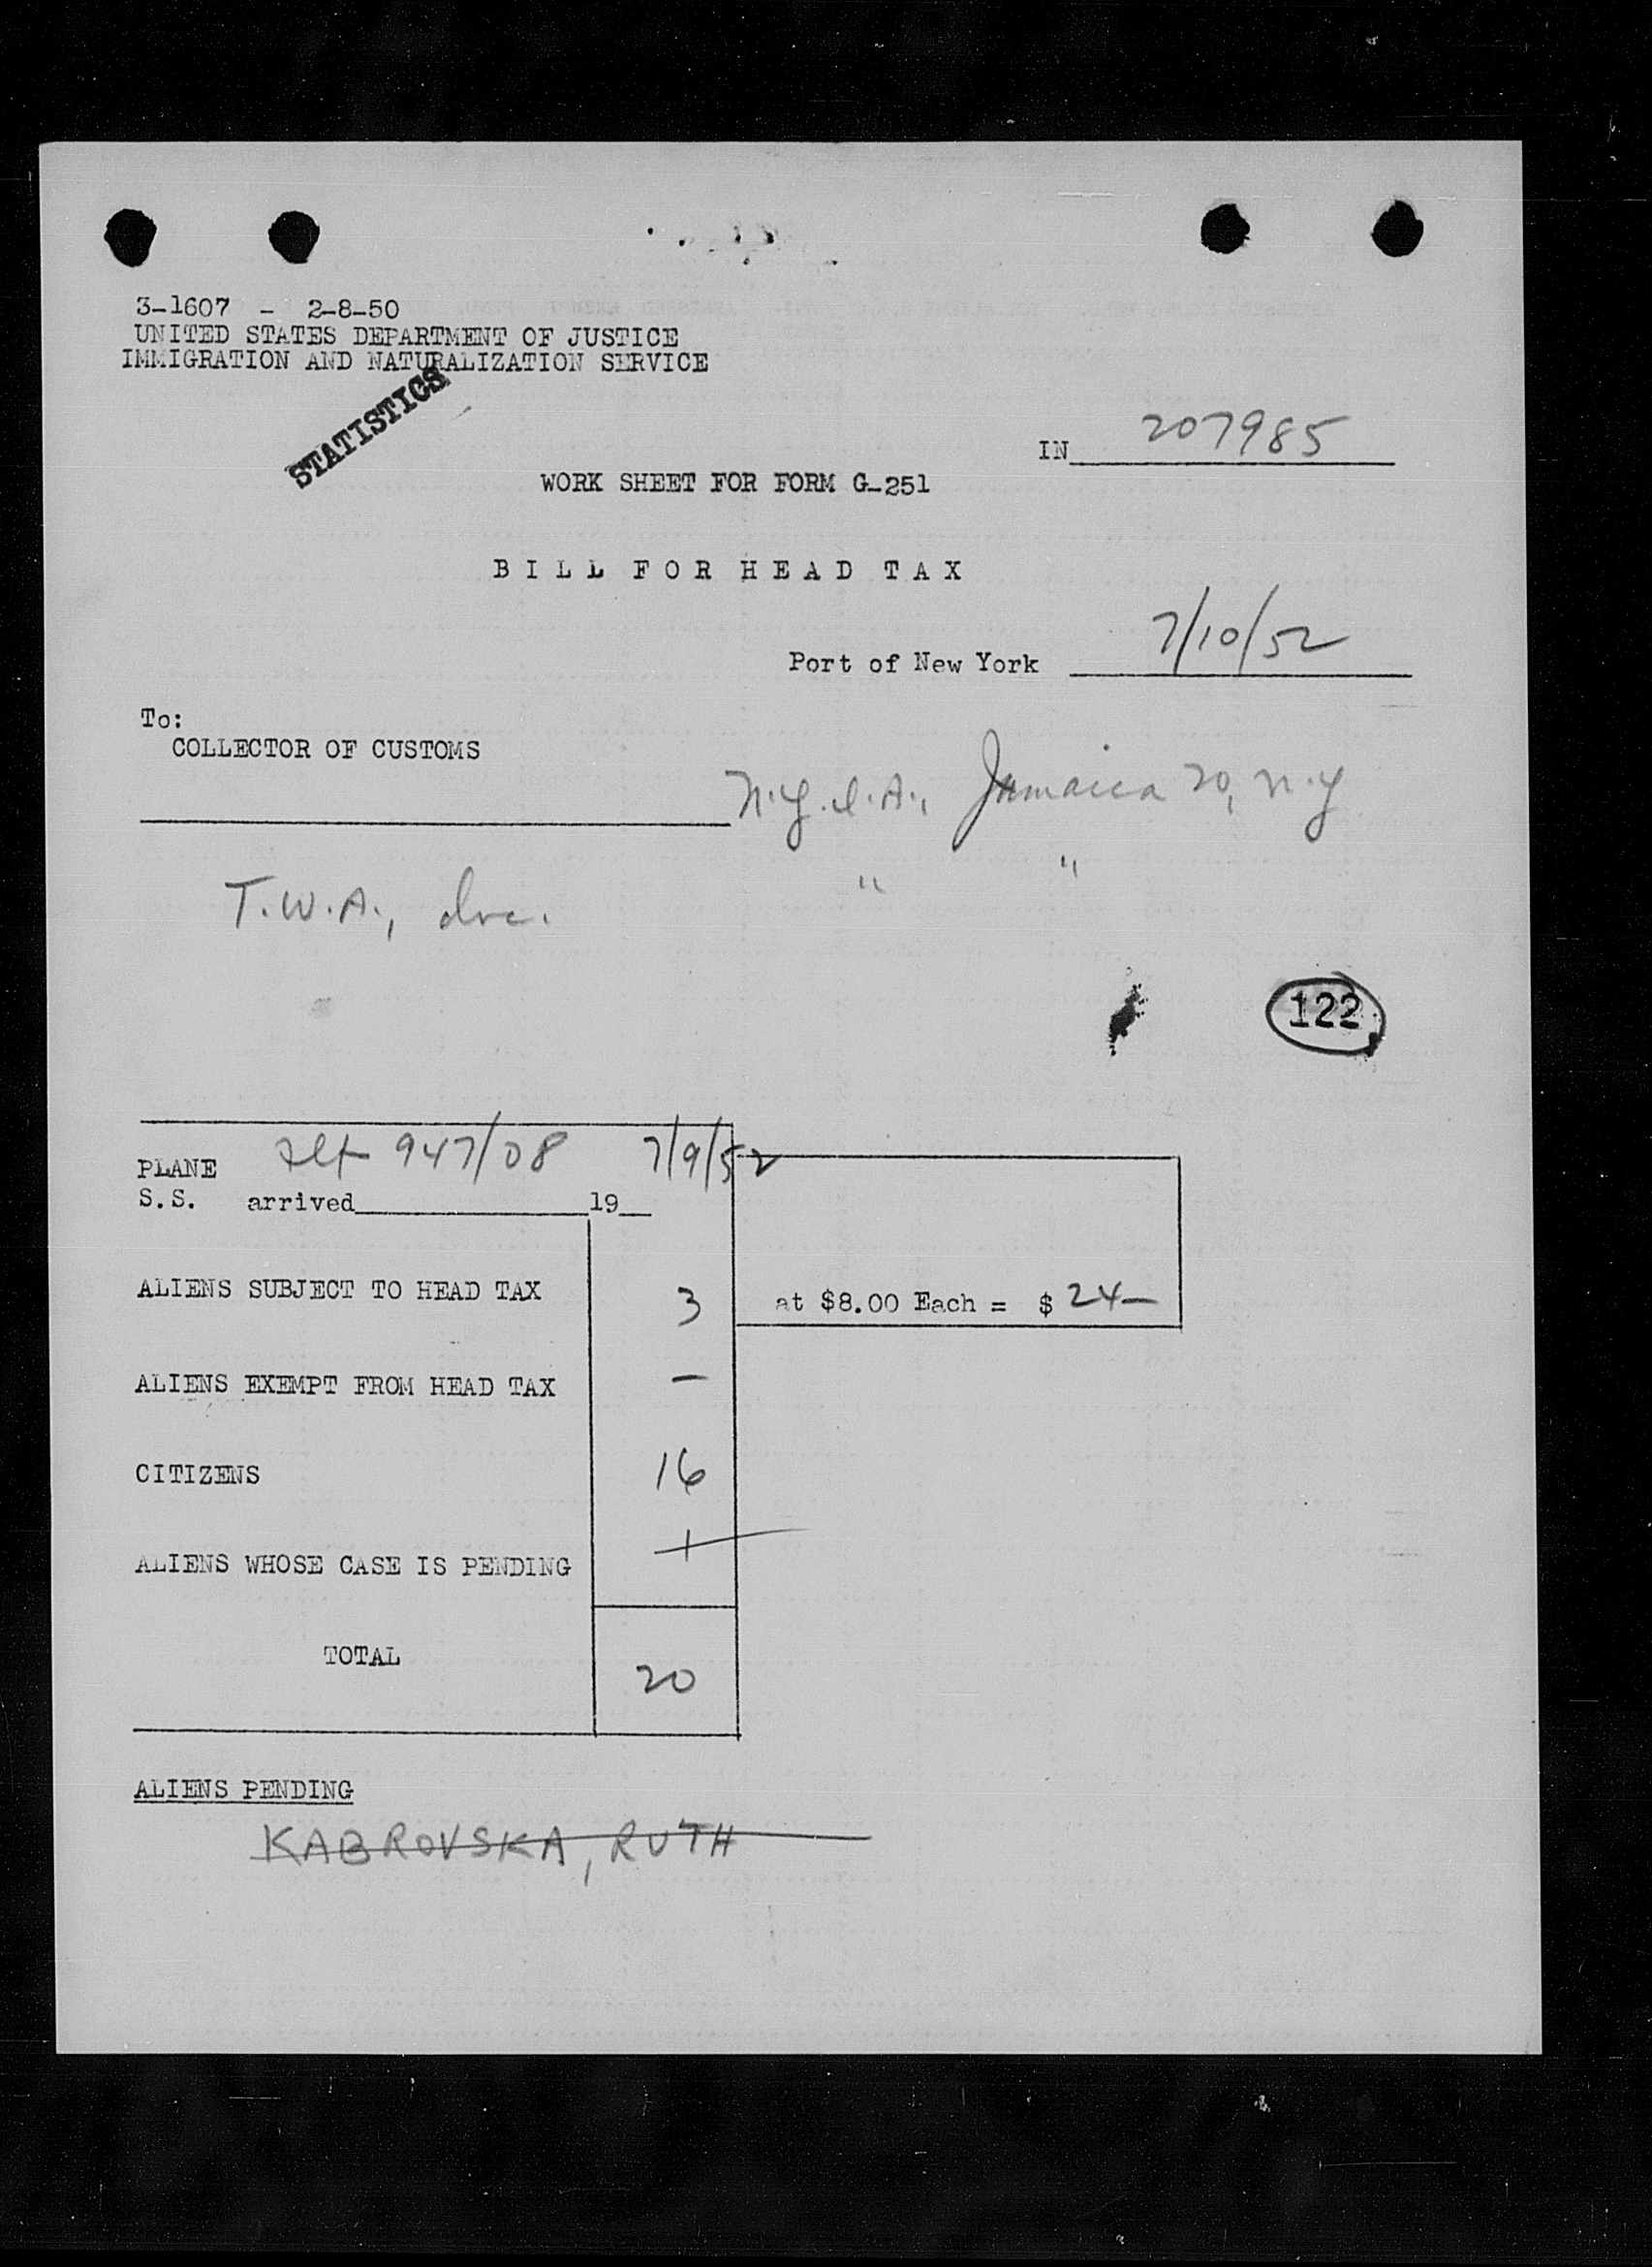 3-1607 - 2-8-50
UNITED STATES DEPARTMENT OF JUSTICE
IMMIGRATION AND NATURALIZATION SERVICE
STATISTICS
IN 207985
WORK SHEET FOR FORM G-251
BILL FOR HEAD TAX
Port of New York 7/10/52
To:
COLLECTOR OF CUSTOMS
N.Y.I.A., Jamaica 20, N.Y
T.W.A., Inc. " "
122
PLANE Flt 947/08 7/9/52
S.S. arrived 19
ALIENS SUBJECT TO HEAD TAX 3 at $8.00 Each = $ 24-
ALIENS EXEMPT FROM HEAD TAX -
CITIZENS 16
ALIENS WHOSE CASE IS PENDING 1
TOTAL 20
ALIENS PENDING
KABROVSKA, RUTH